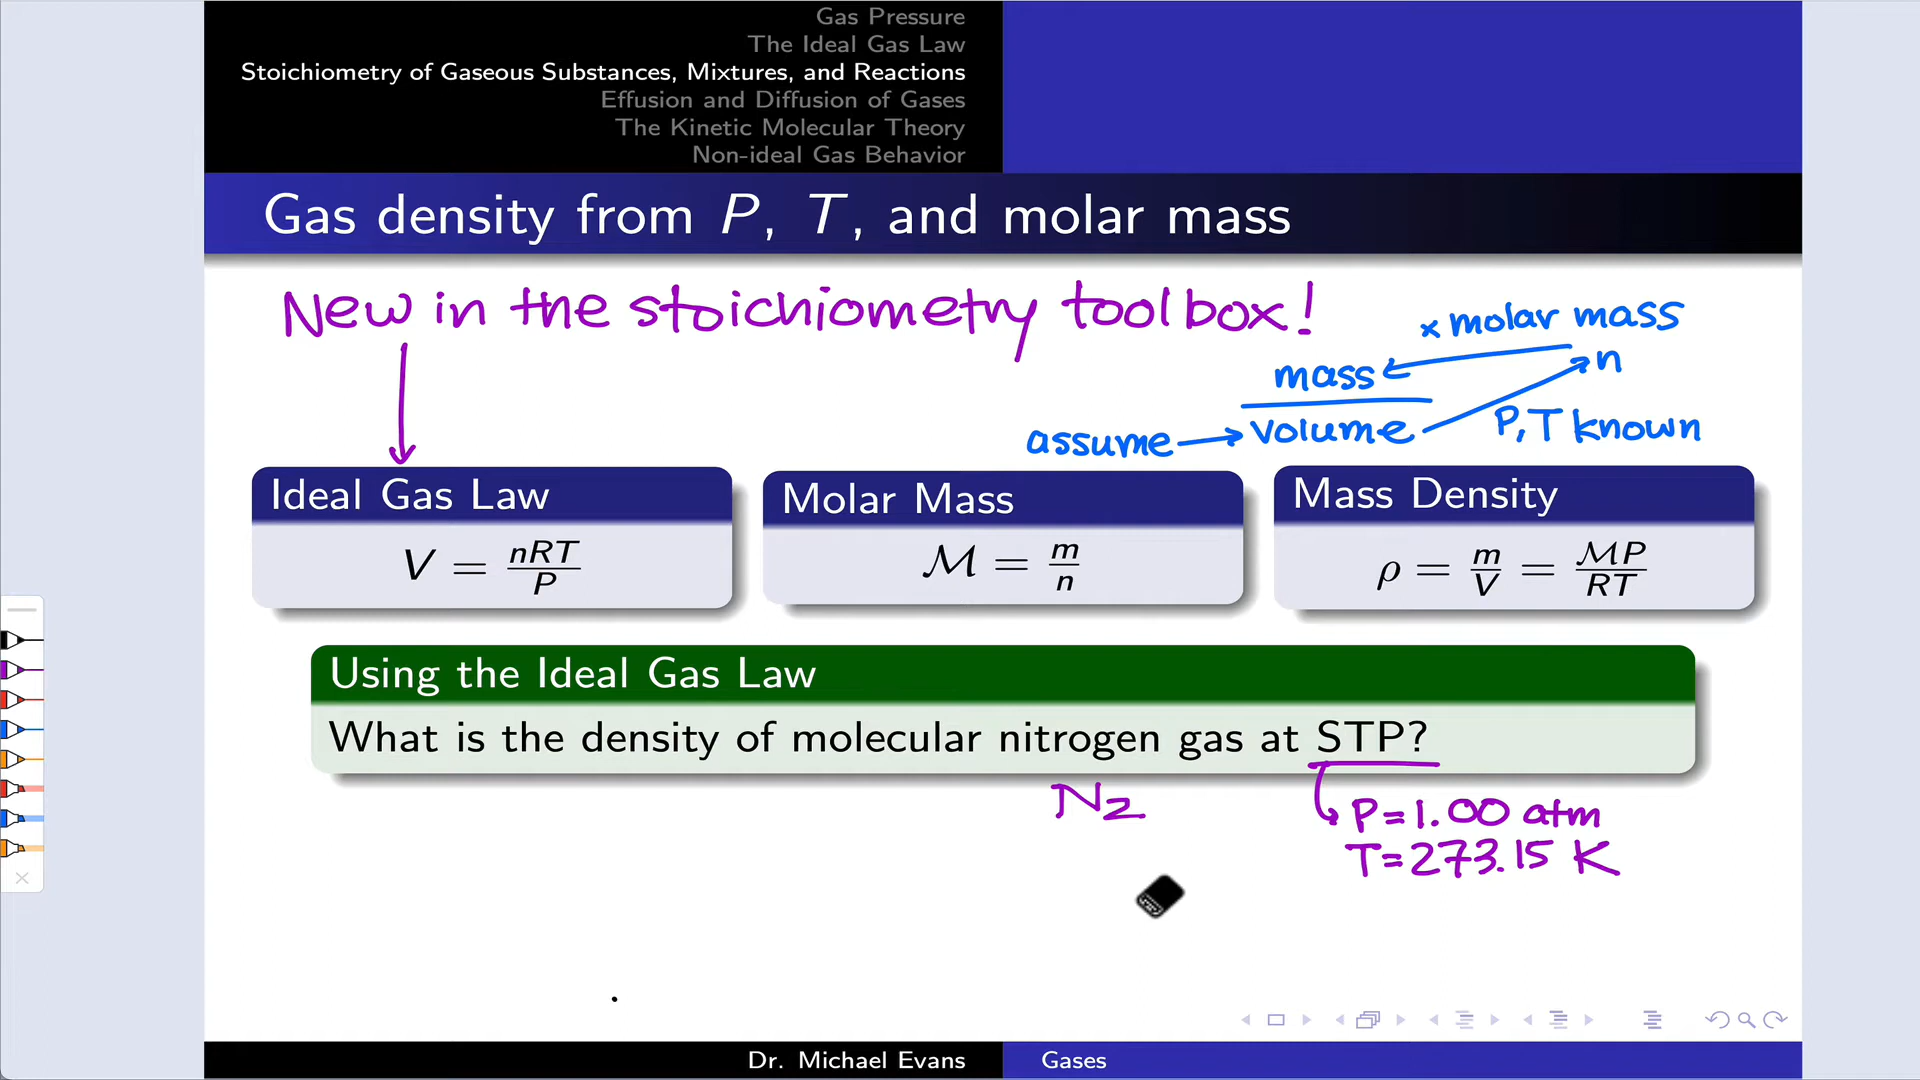 Gas Pressure
The Ideal Gas Law
Stoichiometry of Gaseous Substances, Mixtures, and Reactions
Effusion and Diffusion of Gases
The Kinetic Molecular Theory
Non-ideal Gas Behavior
Gas density from P, T, and molar mass
New in the stoichiometry toolbox!
x molar mass
mass n
assume → volume P, T known
Ideal Gas Law
V = nRT/P
Molar Mass
ℳ = m/n
Mass Density
ρ = m/V = ℳP/RT
Using the Ideal Gas Law
What is the density of molecular nitrogen gas at STP?
N₂
P=1.00 atm
T=273.15 K
Dr. Michael Evans
Gases